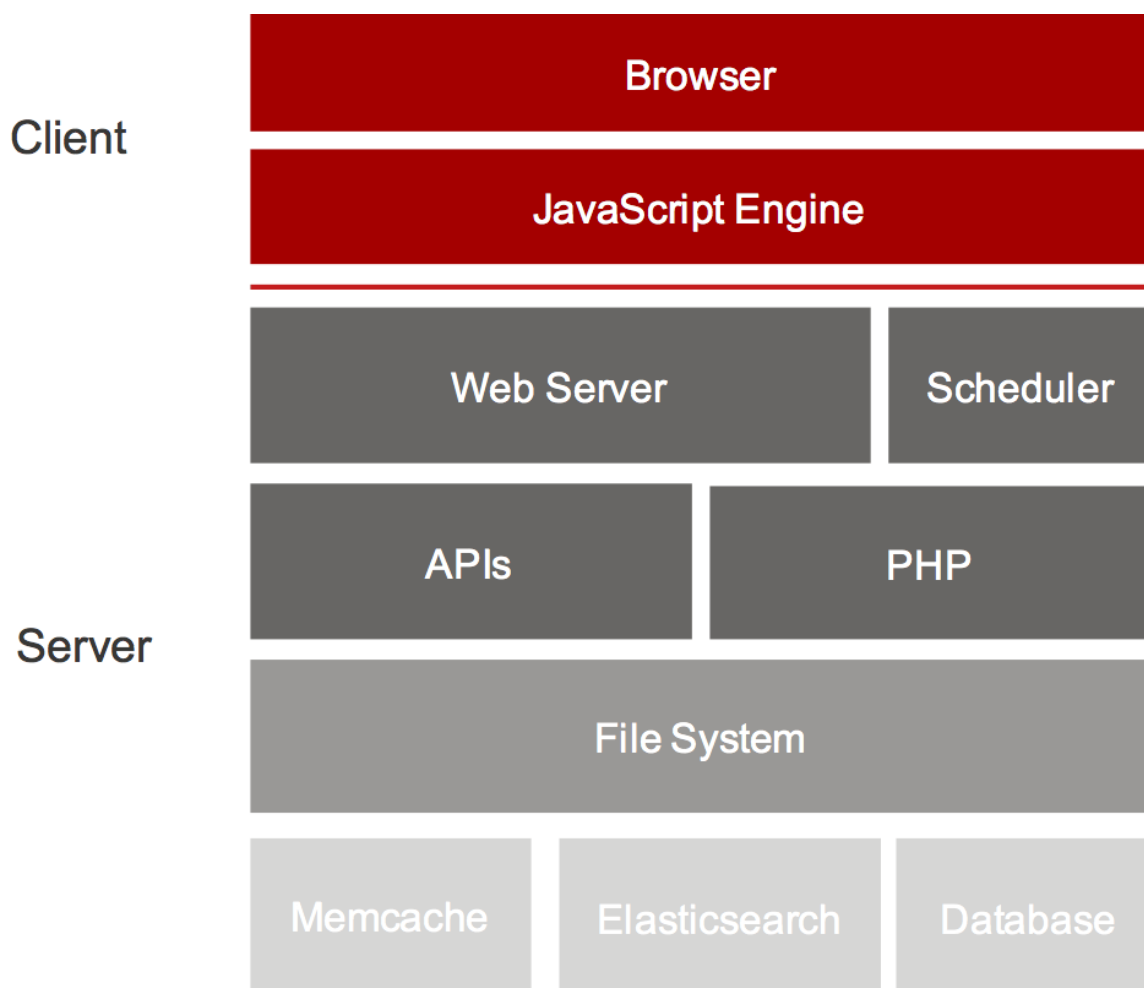 Client
Browser
JavaScript Engine
Server
Web Server
Scheduler
APIs
PHP
File System
Memcache
Elasticsearch
Database